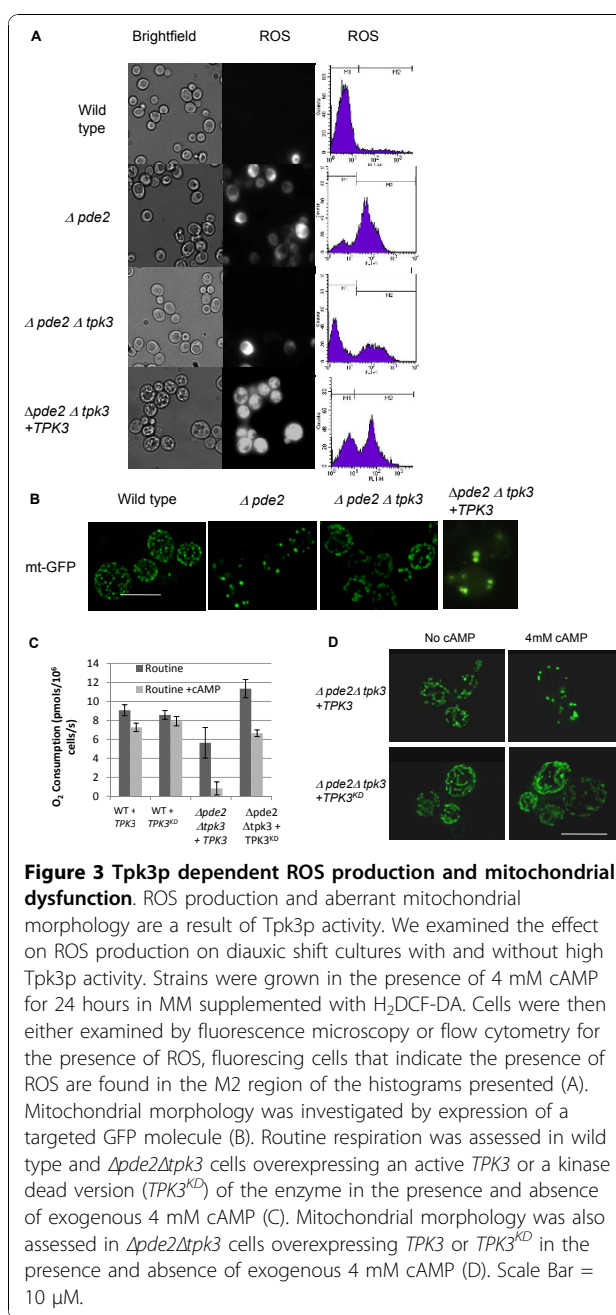 A
Brightfield ROS ROS
Wild
type
Δ pde2
Δ pde2 Δ tpk3
Δpde2 Δ tpk3
+TPK3
M1 M2
Counts
FL1-H
B
Wild type Δ pde2 Δ pde2 Δ tpk3 Δpde2 Δ tpk3
+TPK3
mt-GFP
C
O₂ Consumption (pmols/10⁶
cells/s)
14
12
10
8
6
4
2
0
Routine
Routine +cAMP
WT +
TPK3
WT +
TPK3ᴷᴰ
Δpde2
Δtpk3
+ TPK3
Δpde2
Δtpk3 +
TPK3ᴷᴰ
D
No cAMP 4mM cAMP
Δ pde2Δ tpk3
+TPK3
Δ pde2Δ tpk3
+TPK3ᴷᴰ
Figure 3 Tpk3p dependent ROS production and mitochondrial
dysfunction. ROS production and aberrant mitochondrial
morphology are a result of Tpk3p activity. We examined the effect
on ROS production on diauxic shift cultures with and without high
Tpk3p activity. Strains were grown in the presence of 4 mM cAMP
for 24 hours in MM supplemented with H₂DCF-DA. Cells were then
either examined by fluorescence microscopy or flow cytometry for
the presence of ROS, fluorescing cells that indicate the presence of
ROS are found in the M2 region of the histograms presented (A).
Mitochondrial morphology was investigated by expression of a
targeted GFP molecule (B). Routine respiration was assessed in wild
type and Δpde2Δtpk3 cells overexpressing an active TPK3 or a kinase
dead version (TPK3ᴷᴰ) of the enzyme in the presence and absence
of exogenous 4 mM cAMP (C). Mitochondrial morphology was also
assessed in Δpde2Δtpk3 cells overexpressing TPK3 or TPK3ᴷᴰ in the
presence and absence of exogenous 4 mM cAMP (D). Scale Bar =
10 μM.